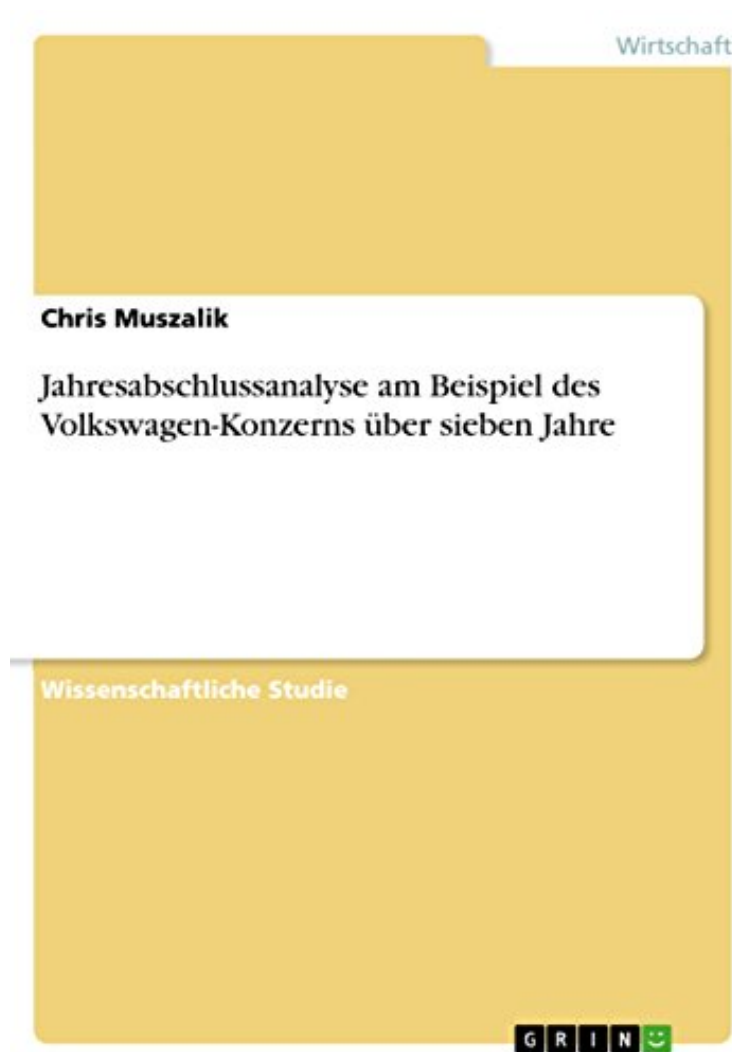 Wirtschaft
Chris Muszalik
Jahresabschlussanalyse am Beispiel des
Volkswagen-Konzerns über sieben Jahre
Wissenschaftliche Studie
GRIN